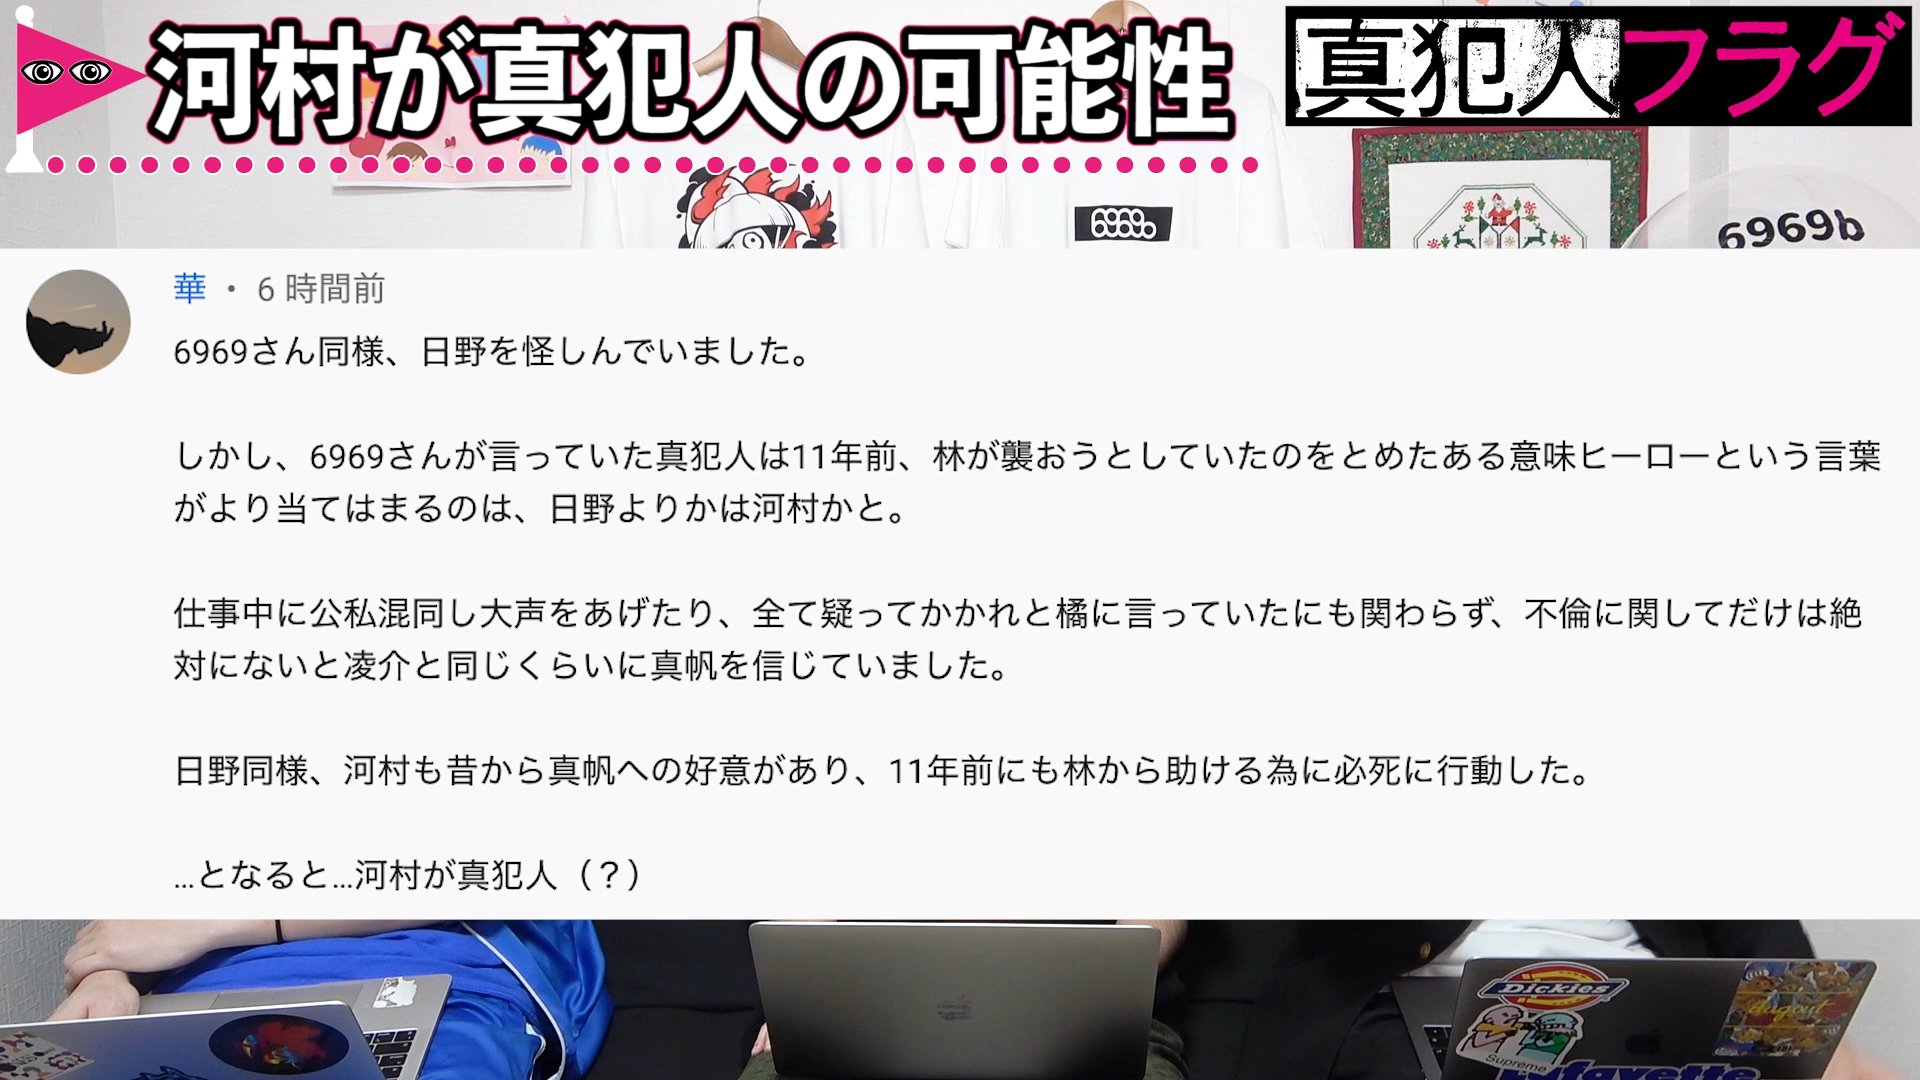 河村が真犯人の可能性
真犯人フラグ
6969b
6969b
華 ・ 6 時間前
6969さん同様、日野を怪しんでいました。
しかし、6969さんが言っていた真犯人は11年前、林が襲おうとしていたのをとめたある意味ヒーローという言葉
がより当てはまるのは、日野よりかは河村かと。
仕事中に公私混同し大声をあげたり、全て疑ってかかれと橘に言っていたにも関わらず、不倫に関してだけは絶
対にないと凌介と同じくらいに真帆を信じていました。
日野同様、河村も昔から真帆への好意があり、11年前にも林から助ける為に必死に行動した。
...となると...河村が真犯人（？）
Dickies
Supreme
Lafayette